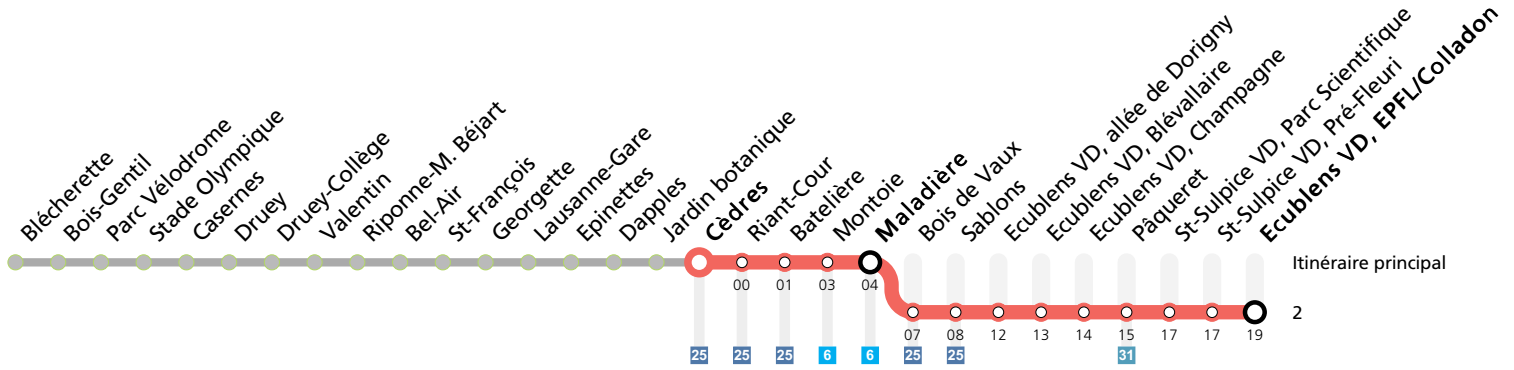 Blécherette
Bois-Gentil
Parc Vélodrome
Stade Olympique
Casernes
Druey
Druey-Collège
Valentin
Riponne-M. Béjart
Bel-Air
St-François
Georgette
Lausanne-Gare
Epinettes
Dapples
Jardin botanique
Cèdres
Riant-Cour
Batelière
Montoie
Maladière
Bois de Vaux
Sablons
Ecublens VD, allée de Dorigny
Ecublens VD, Blévallaire
Ecublens VD, Champagne
Pâqueret
St-Sulpice VD, Parc Scientifique
St-Sulpice VD, Pré-Fleuri
Ecublens VD, EPFL/Colladon
Itinéraire principal
00 01 03 04
2
07 08 12 13 14 15 17 17 19
25 25 25 6 6 25 25 31